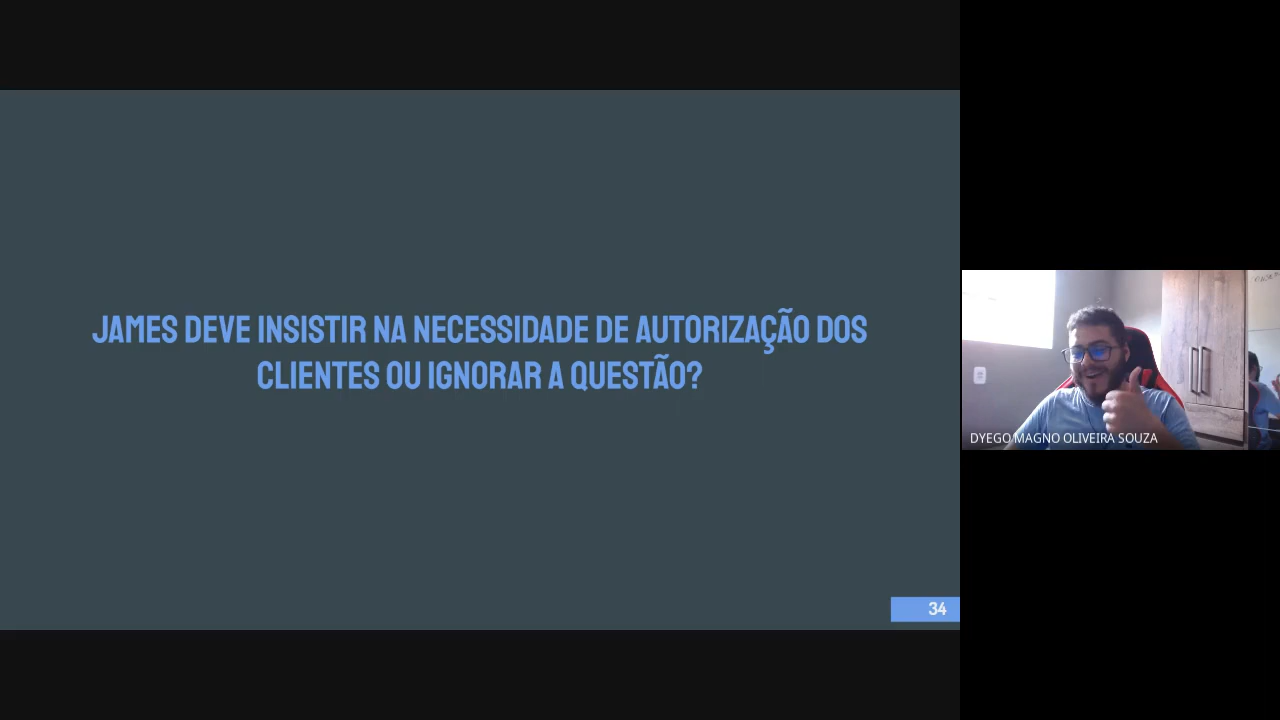 JAMES DEVE INSISTIR NA NECESSIDADE DE AUTORIZAÇÃO DOS
CLIENTES OU IGNORAR A QUESTÃO?
DYEGO MAGNO OLIVEIRA SOUZA
34